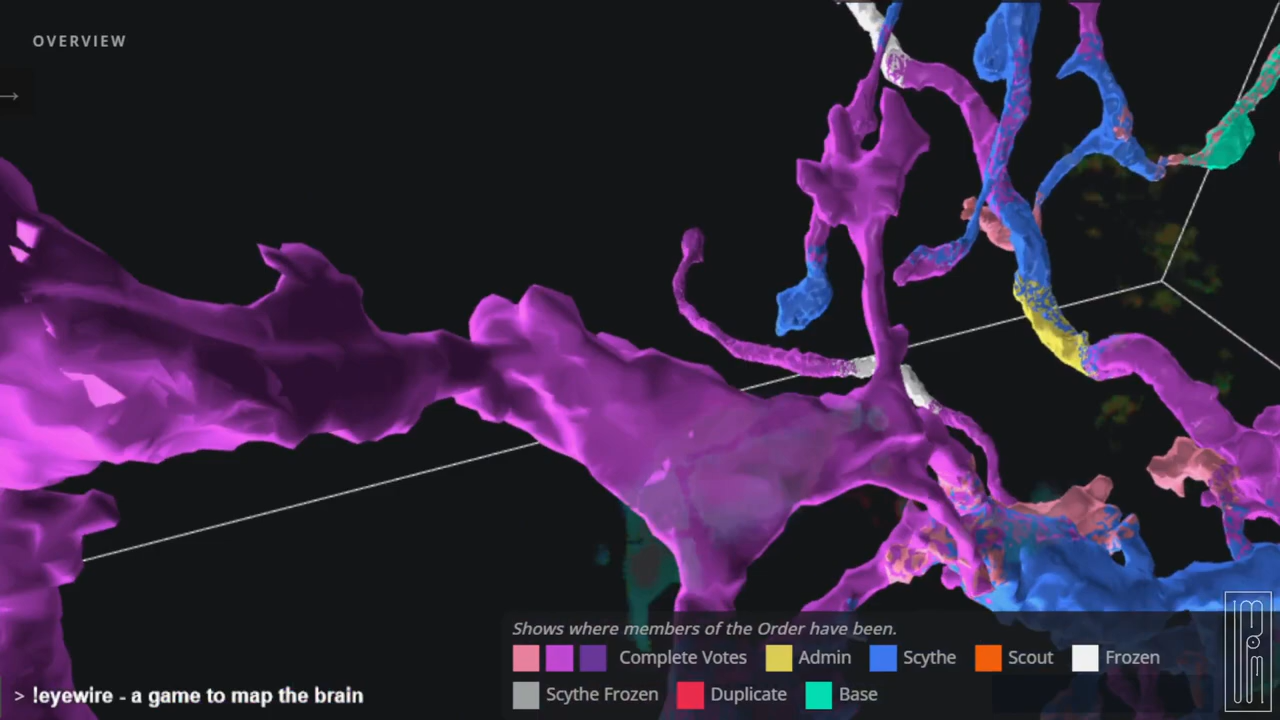 OVERVIEW
→
Shows where members of the Order have been.
Complete Votes Admin Scythe Scout Frozen
Scythe Frozen Duplicate Base
> !eyewire - a game to map the brain